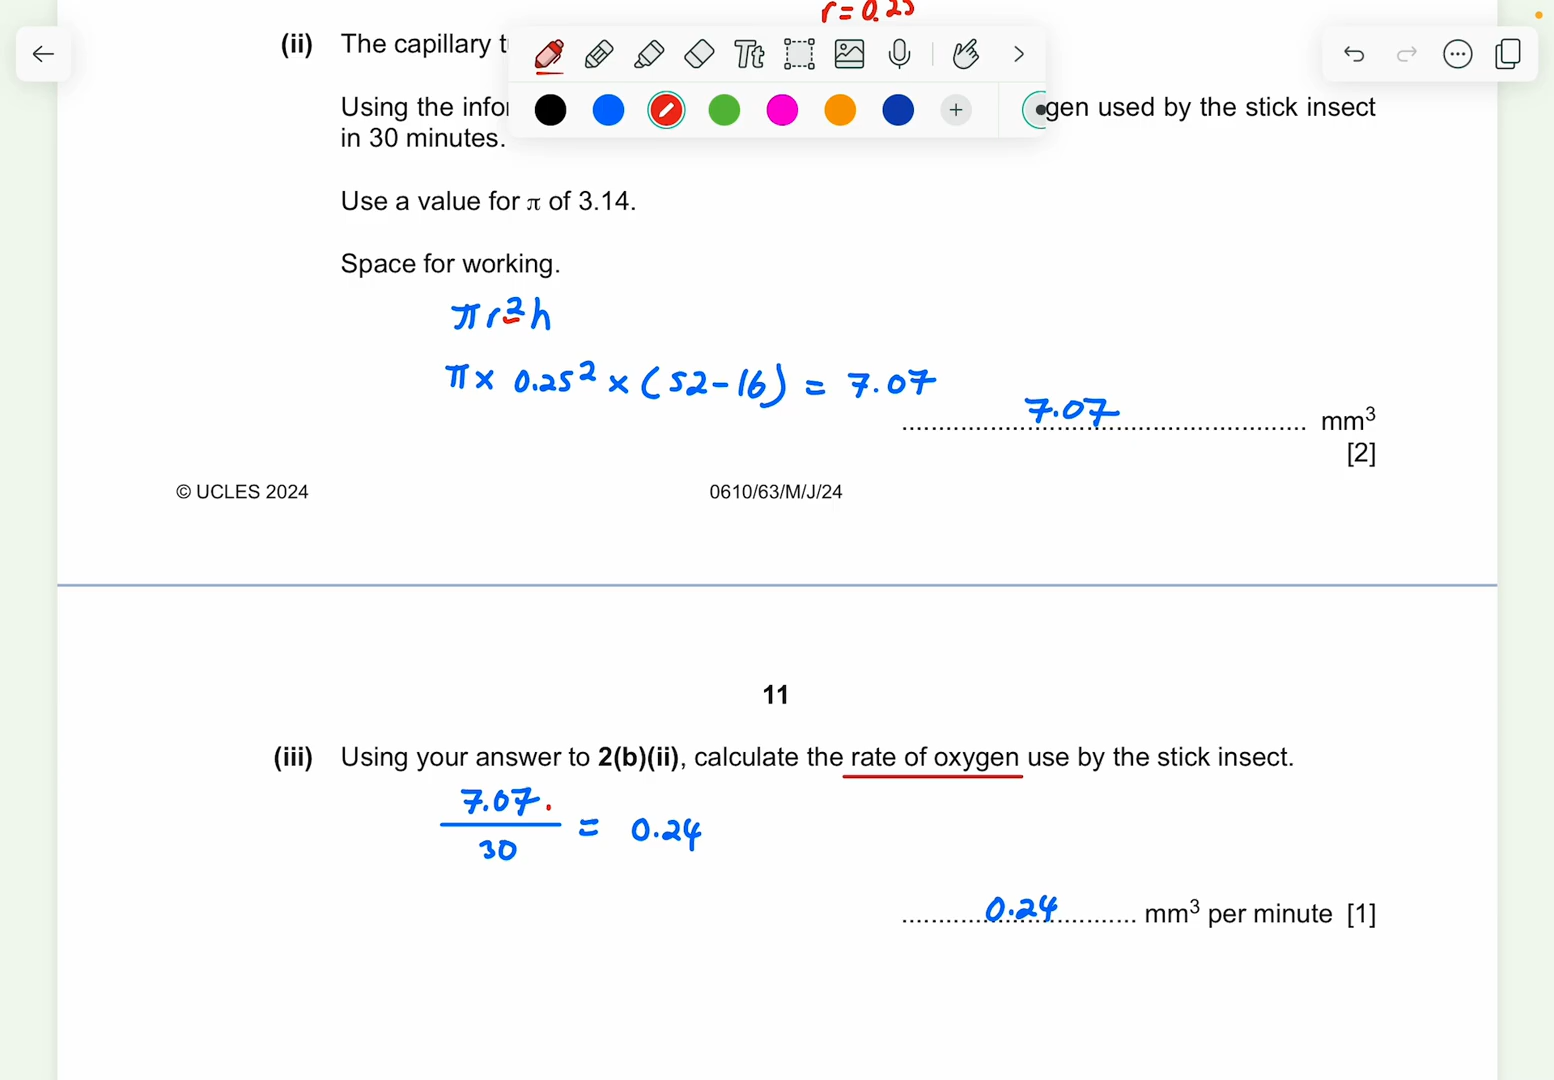 r = 0.25
(ii) The capillary t
Using the infor gen used by the stick insect
in 30 minutes.
Use a value for π of 3.14.
Space for working.
πr²h
π × 0.25² × (52-16) = 7.07
7.07 mm³
[2]
© UCLES 2024 0610/63/M/J/24
11
(iii) Using your answer to 2(b)(ii), calculate the rate of oxygen use by the stick insect.
7.07
30
= 0.24
0.24 mm³ per minute [1]